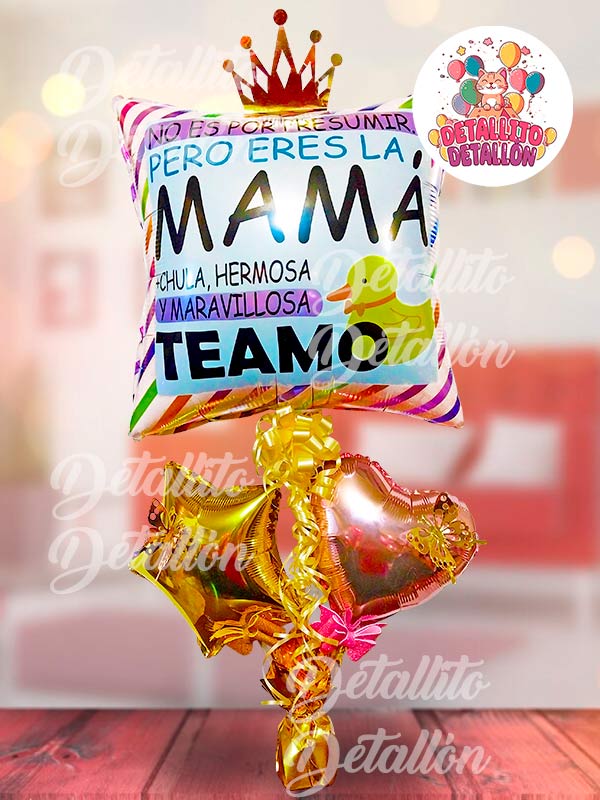 Detallito
Detallón
DETALLITO
DETALLÓN
NO ES POR PRESUMIR,
PERO ERES LA
MAMÁ
+CHULA, HERMOSA
Y MARAVILLOSA
TEAMO
Detallito
Detallón
Detallito
Detallón
Detallito
Detallón
Detallito
Detallón